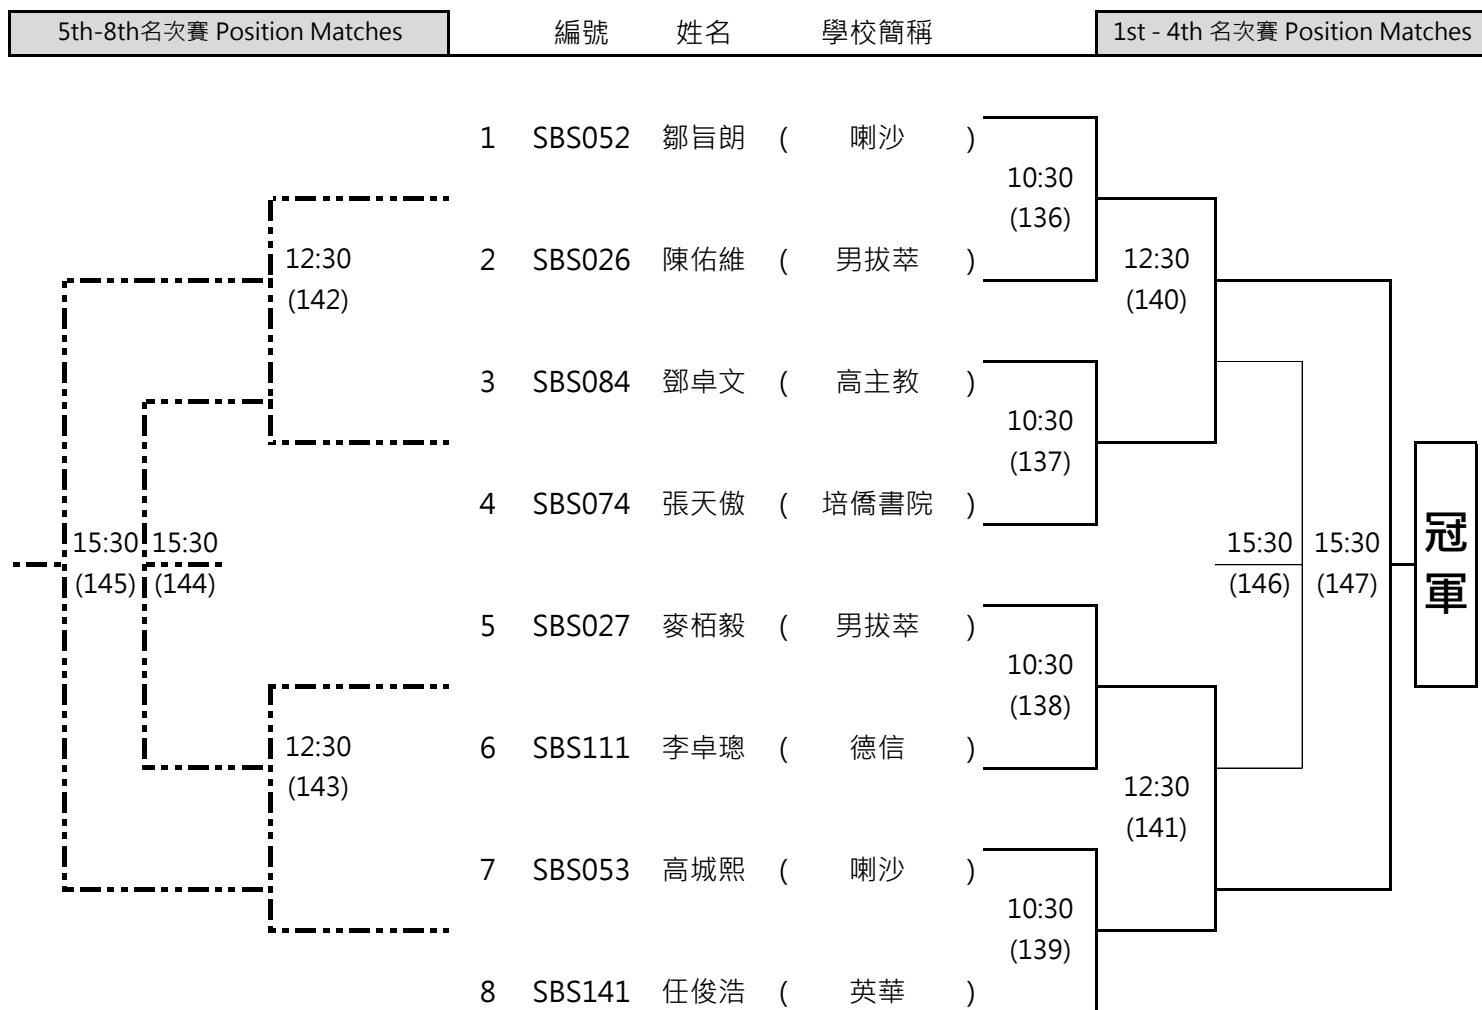 5th-8th名次賽 Position Matches 編號 姓名 學校簡稱 1st - 4th 名次賽 Position Matches
1 SBS052 鄒旨朗 ( 喇沙 )
10:30
(136)
12:30 2 SBS026 陳佑維 ( 男拔萃 ) 12:30
(142) (140)
3 SBS084 鄧卓文 ( 高主教 )
10:30
(137)
4 SBS074 張天傲 ( 培僑書院 )
15:30 15:30 15:30 15:30
(145) (144) (146) (147)
冠
軍
5 SBS027 麥栢毅 ( 男拔萃 )
10:30
(138)
12:30 6 SBS111 李卓璁 ( 德信 )
(143) 12:30
(141)
7 SBS053 高城熙 ( 喇沙 )
10:30
(139)
8 SBS141 任俊浩 ( 英華 )